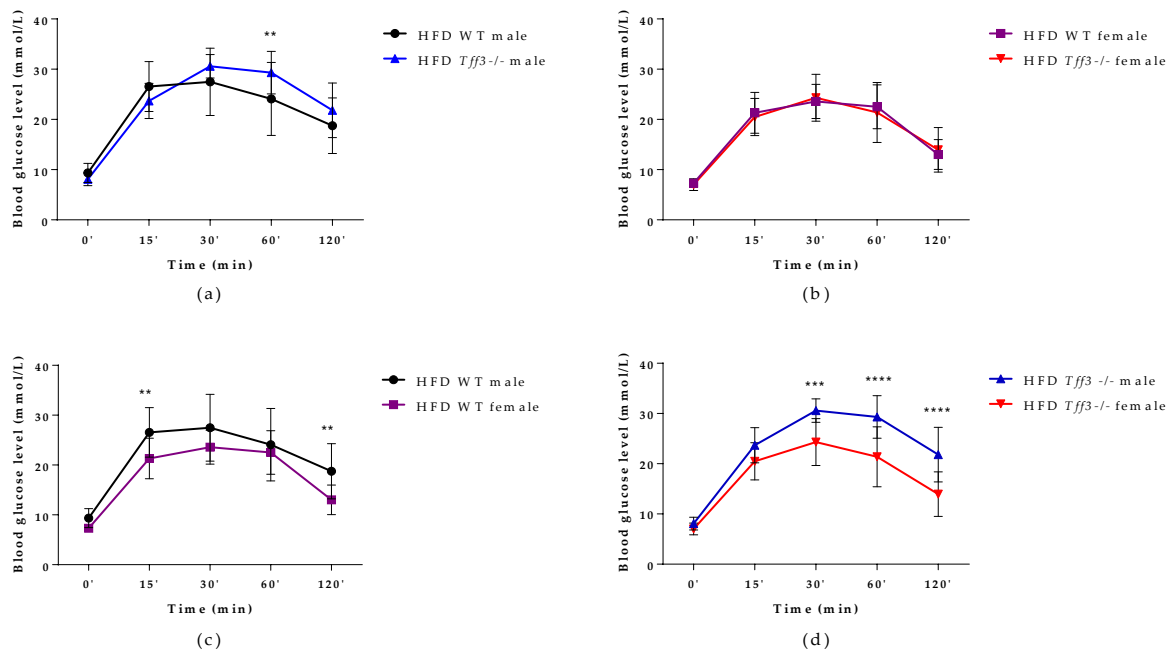 Blood glucose level (mmol/L)
40
30
20
10
0
**
0' 15' 30' 60' 120'
Time (min)
HFD WT male
HFD Tff3-/- male
(a)
Blood glucose level (mmol/L)
40
30
20
10
0
0' 15' 30' 60' 120'
Time (min)
HFD WT female
HFD Tff3-/- female
(b)
Blood glucose level (mmol/L)
40
30
20
10
0
**
**
0' 15' 30' 60' 120'
Time (min)
HFD WT male
HFD WT female
(c)
Blood glucose level (mmol/L)
40
30
20
10
0
***
****
****
0' 15' 30' 60' 120'
Time (min)
HFD Tff3 -/- male
HFD Tff3-/- female
(d)